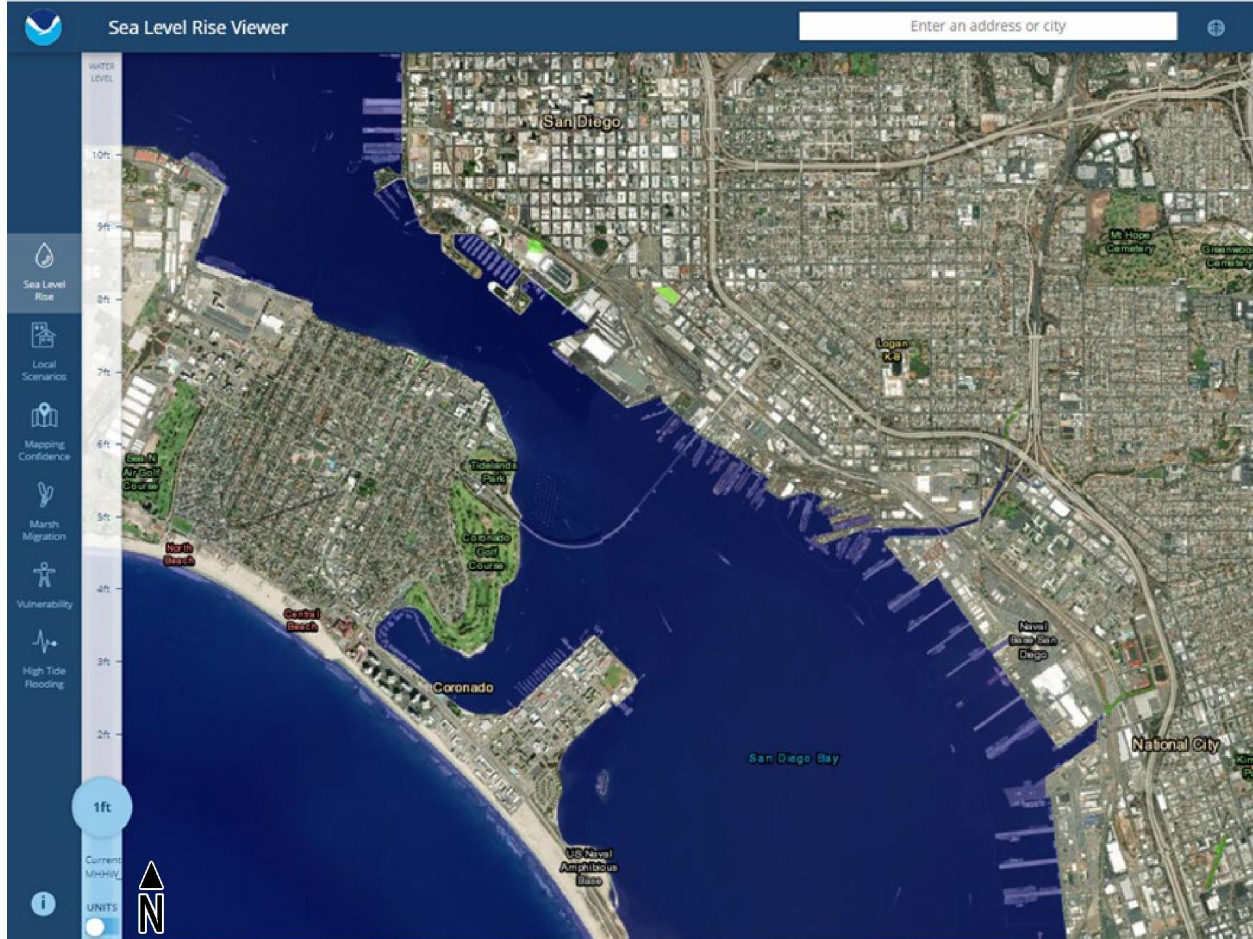 Sea Level Rise Viewer
Enter an address or city
WATER
LEVEL
10ft
9ft
8ft
7ft
6ft
5ft
4ft
3ft
2ft
1ft
Current
MHHW
UNITS
Sea Level
Rise
Local
Scenarios
Mapping
Confidence
Marsh
Migration
Vulnerability
High Tide
Flooding
i
N
San Diego
Mt Hope
Cemetery
Greenwood
Cemetery
Logan
K-8
Sea N
Air Golf
Course
Tidelands
Park
Coronado
Golf
Course
North
Beach
Central
Beach
Coronado
Naval
Base San
Diego
San Diego Bay
National City
US Naval
Amphibious
Base